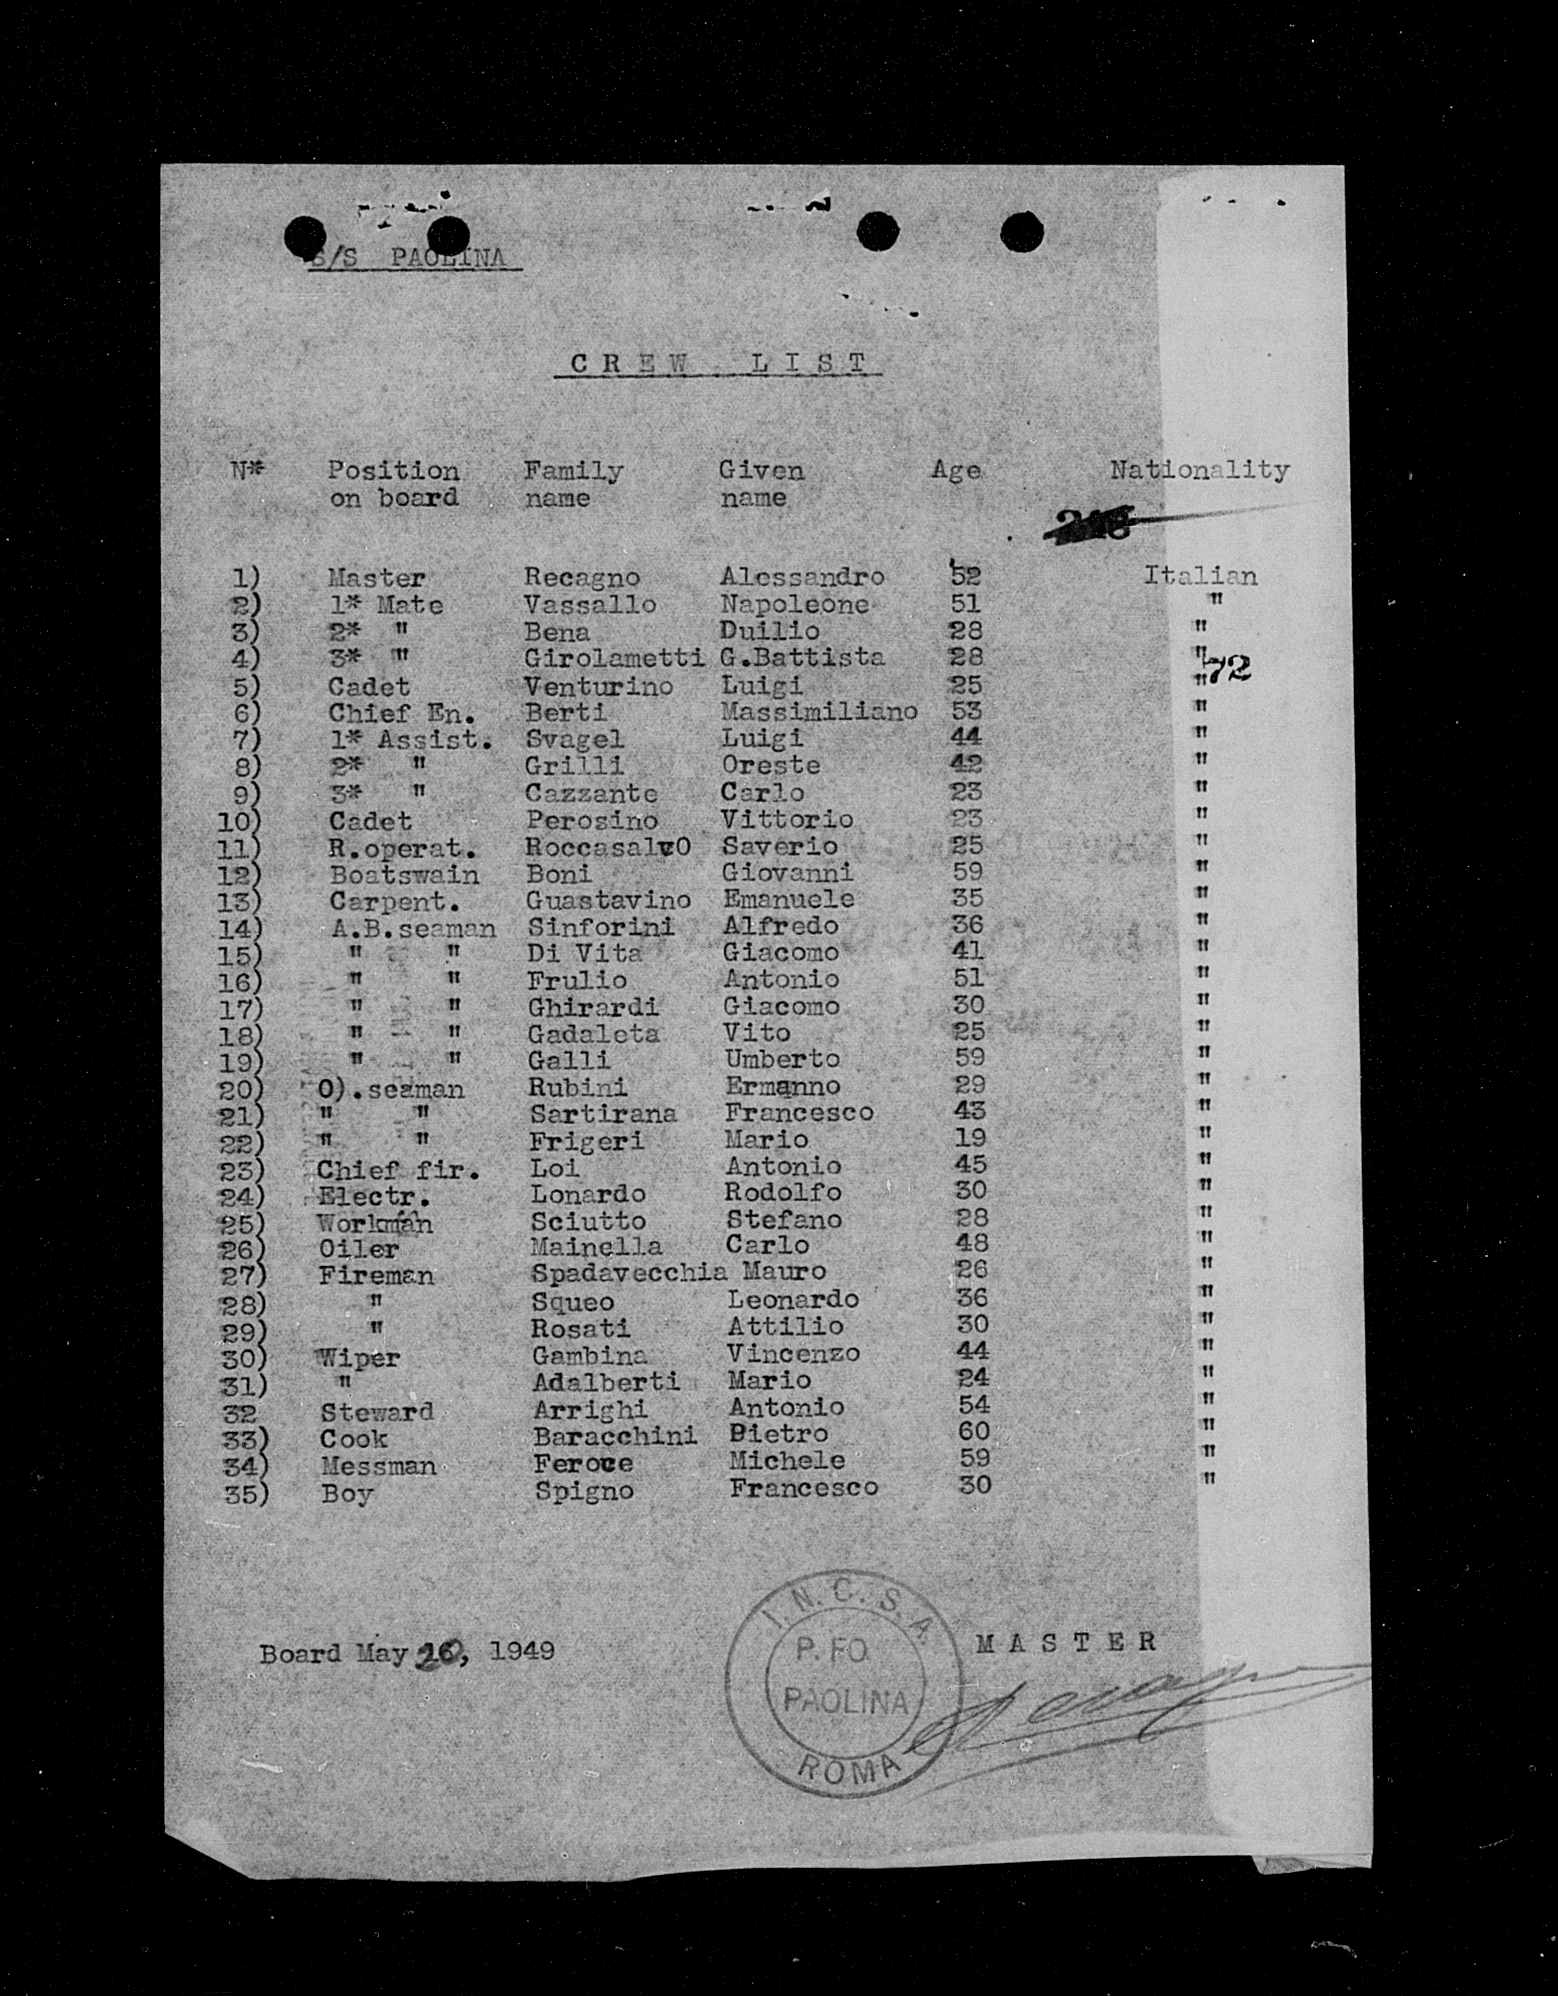 S/S PAOLINA
CREW LIST
N* Position on board Family name Given name Age Nationality
1) Master Recagno Alessandro 52 Italian
2) 1* Mate Vassallo Napoleone 51 "
3) 2* " Bena Duilio 28 "
4) 3* " Girolametti G.Battista 28 "
72
5) Cadet Venturino Luigi 25 "
6) Chief En. Berti Massimiliano 53 "
7) 1* Assist. Svagel Luigi 44 "
8) 2* " Grilli Oreste 42 "
9) 3* " Cazzante Carlo 23 "
10) Cadet Perosino Vittorio 23 "
11) R.operat. RoccasalvO Saverio 25 "
12) Boatswain Boni Giovanni 59 "
13) Carpent. Guastavino Emanuele 35 "
14) A.B.seaman Sinforini Alfredo 36 "
15) " " Di Vita Giacomo 41 "
16) " " Frulio Antonio 51 "
17) " " Ghirardi Giacomo 30 "
18) " " Gadaleta Vito 25 "
19) " " Galli Umberto 59 "
20) O).seaman Rubini Ermanno 29 "
21) " " Sartirana Francesco 43 "
22) " " Frigeri Mario 19 "
23) Chief fir. Loi Antonio 45 "
24) Electr. Lonardo Rodolfo 30 "
25) Workman Sciutto Stefano 28 "
26) Oiler Mainella Carlo 48 "
27) Fireman Spadavecchia Mauro 26 "
28) " Squeo Leonardo 36 "
29) " Rosati Attilio 30 "
30) Wiper Gambina Vincenzo 44 "
31) " Adalberti Mario 24 "
32 Steward Arrighi Antonio 54 "
33) Cook Baracchini Pietro 60 "
34) Messman Feroce Michele 59 "
35) Boy Spigno Francesco 30 "
Board May 20, 1949
MASTER
I.N.C.S.A.
P.FO
PAOLINA
ROMA